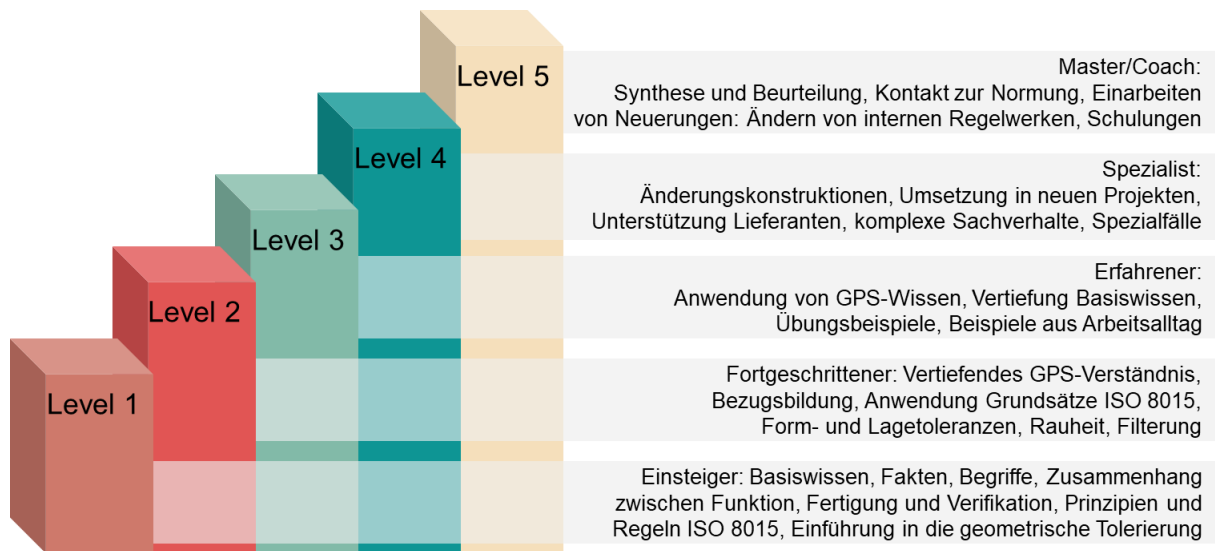 Level 5
Master/Coach:
Synthese und Beurteilung, Kontakt zur Normung, Einarbeiten
von Neuerungen: Ändern von internen Regelwerken, Schulungen
Level 4
Spezialist:
Änderungskonstruktionen, Umsetzung in neuen Projekten,
Unterstützung Lieferanten, komplexe Sachverhalte, Spezialfälle
Level 3
Erfahrener:
Anwendung von GPS-Wissen, Vertiefung Basiswissen,
Übungsbeispiele, Beispiele aus Arbeitsalltag
Level 2
Fortgeschrittener: Vertiefendes GPS-Verständnis,
Bezugsbildung, Anwendung Grundsätze ISO 8015,
Form- und Lagetoleranzen, Rauheit, Filterung
Level 1
Einsteiger: Basiswissen, Fakten, Begriffe, Zusammenhang
zwischen Funktion, Fertigung und Verifikation, Prinzipien und
Regeln ISO 8015, Einführung in die geometrische Tolerierung